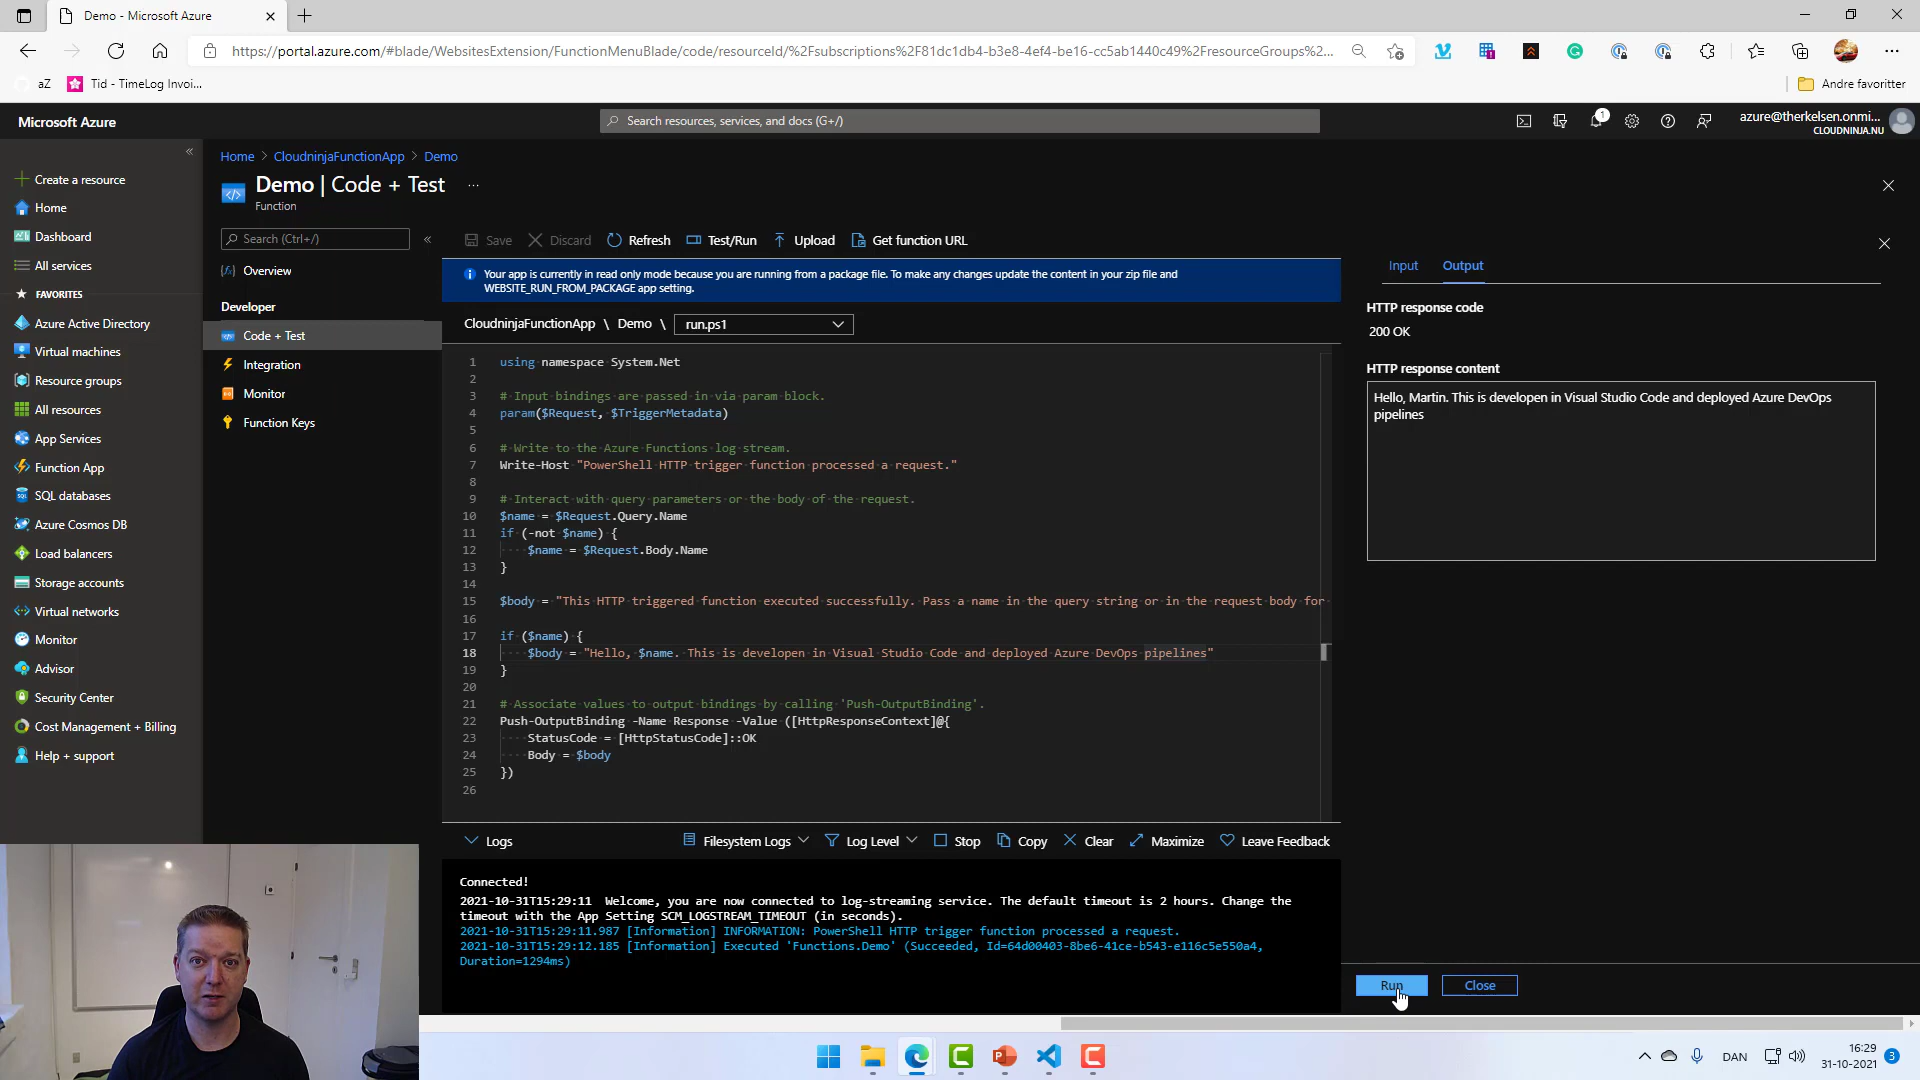 Demo - Microsoft Azure
https://portal.azure.com/#blade/WebsitesExtension/FunctionMenuBlade/code/resourceId/%2Fsubscriptions%2F81dc1db4-b3e8-4ef4-be16-cc5ab1440c49%2FresourceGroups%2...
aZ
Tid - TimeLog Invoi...
Andre favoritter
Microsoft Azure
Search resources, services, and docs (G+/)
1
azure@therkelsen.onmi...
CLOUDNINJA.NU
Create a resource
Home
Dashboard
All services
FAVORITES
Azure Active Directory
Virtual machines
Resource groups
All resources
App Services
Function App
SQL databases
Azure Cosmos DB
Load balancers
Storage accounts
Virtual networks
Monitor
Advisor
Security Center
Cost Management + Billing
Help + support
Home > CloudninjaFunctionApp > Demo
Demo | Code + Test ...
Function
Search (Ctrl+/)
Overview
Developer
Code + Test
Integration
Monitor
Function Keys
Save Discard Refresh Test/Run Upload Get function URL
Your app is currently in read only mode because you are running from a package file. To make any changes update the content in your zip file and
WEBSITE_RUN_FROM_PACKAGE app setting.
CloudninjaFunctionApp \ Demo \ run.ps1
1 using namespace System.Net
2
3 # Input bindings are passed in via param block.
4 param($Request, $TriggerMetadata)
5
6 # Write to the Azure Functions log stream.
7 Write-Host "PowerShell HTTP trigger function processed a request."
8
9 # Interact with query parameters or the body of the request.
10 $name = $Request.Query.Name
11 if (-not $name) {
12 $name = $Request.Body.Name
13 }
14
15 $body = "This HTTP triggered function executed successfully. Pass a name in the query string or in the request body for
16
17 if ($name) {
18 $body = "Hello, $name. This is developen in Visual Studio Code and deployed Azure DevOps pipelines"
19 }
20
21 # Associate values to output bindings by calling 'Push-OutputBinding'.
22 Push-OutputBinding -Name Response -Value ([HttpResponseContext]@{
23 StatusCode = [HttpStatusCode]::OK
24 Body = $body
25 })
26
Logs Filesystem Logs Log Level Stop Copy Clear Maximize Leave Feedback
Connected!
2021-10-31T15:29:11 Welcome, you are now connected to log-streaming service. The default timeout is 2 hours. Change the
timeout with the App Setting SCM_LOGSTREAM_TIMEOUT (in seconds).
2021-10-31T15:29:11.987 [Information] INFORMATION: PowerShell HTTP trigger function processed a request.
2021-10-31T15:29:12.185 [Information] Executed 'Functions.Demo' (Succeeded, Id=64d00403-8be6-41ce-b543-e116c5e550a4,
Duration=1294ms)
Input Output
HTTP response code
200 OK
HTTP response content
Hello, Martin. This is developen in Visual Studio Code and deployed Azure DevOps
pipelines
Run Close
DAN
16:29
31-10-2021
3